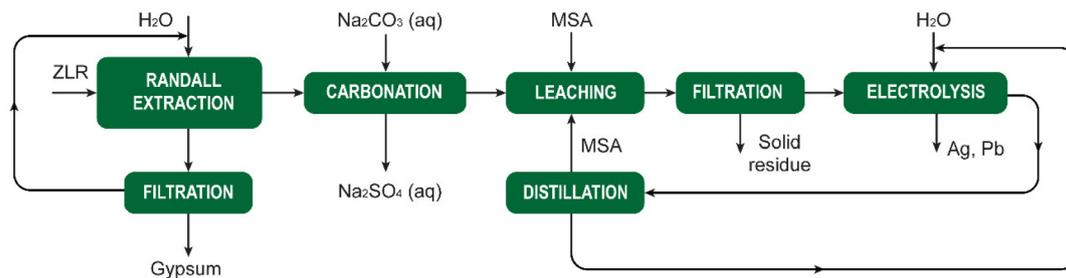 H₂O
Na₂CO₃ (aq)
MSA
H₂O
ZLR
RANDALL
EXTRACTION
CARBONATION
LEACHING
FILTRATION
ELECTROLYSIS
MSA
Solid
residue
Ag, Pb
FILTRATION
Na₂SO₄ (aq)
DISTILLATION
Gypsum